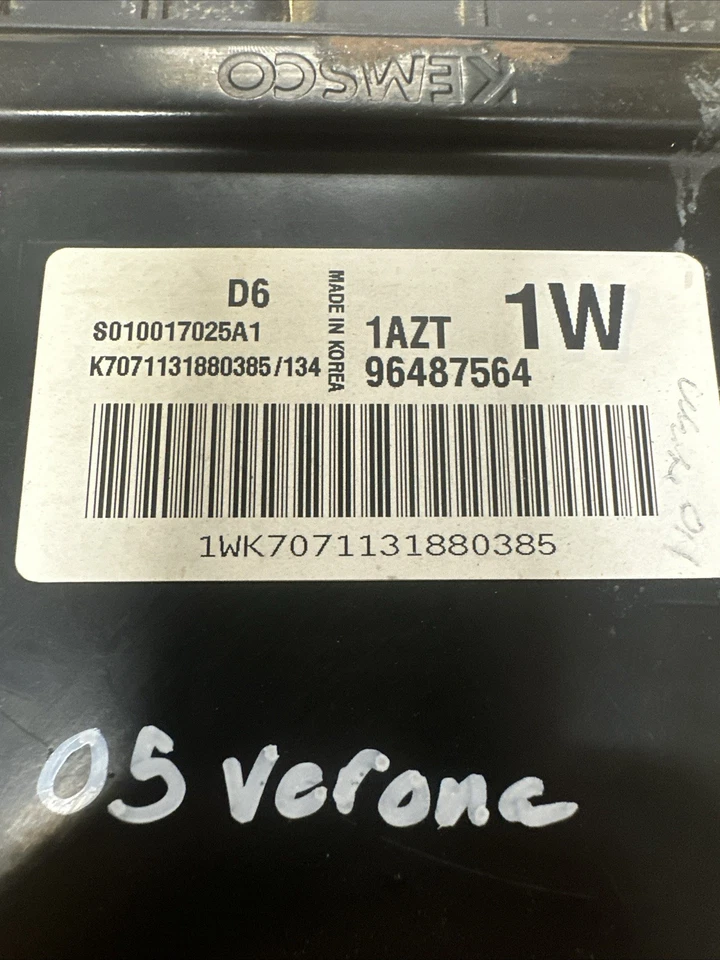 KEMSCO
D6
S010017025A1
K7071131880385/134
MADE IN KOREA
1AZT
1W
96487564
1WK7071131880385
05 verona